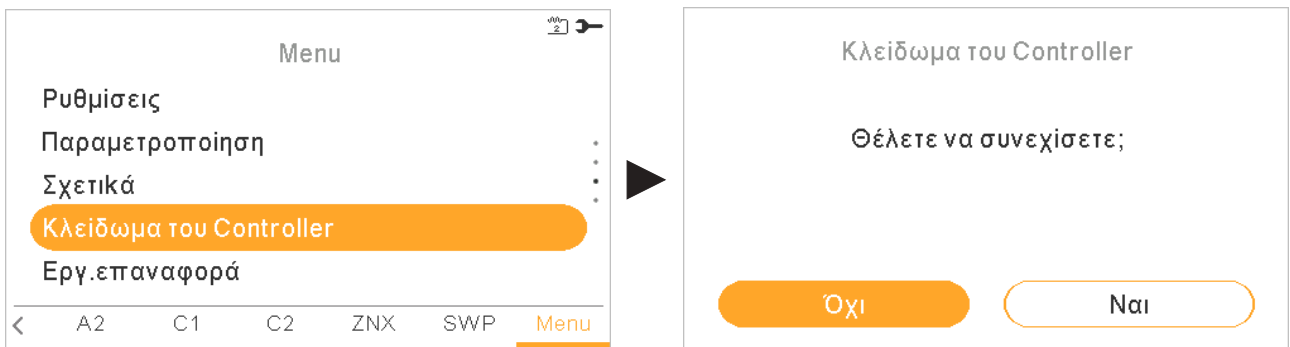 2
Menu
Ρυθμίσεις
Παραμετροποίηση
Σχετικά
Κλείδωμα του Controller
Εργ.επαναφορά
< A2 C1 C2 ZNX SWP Menu
Κλείδωμα του Controller
Θέλετε να συνεχίσετε;
Όχι Ναι